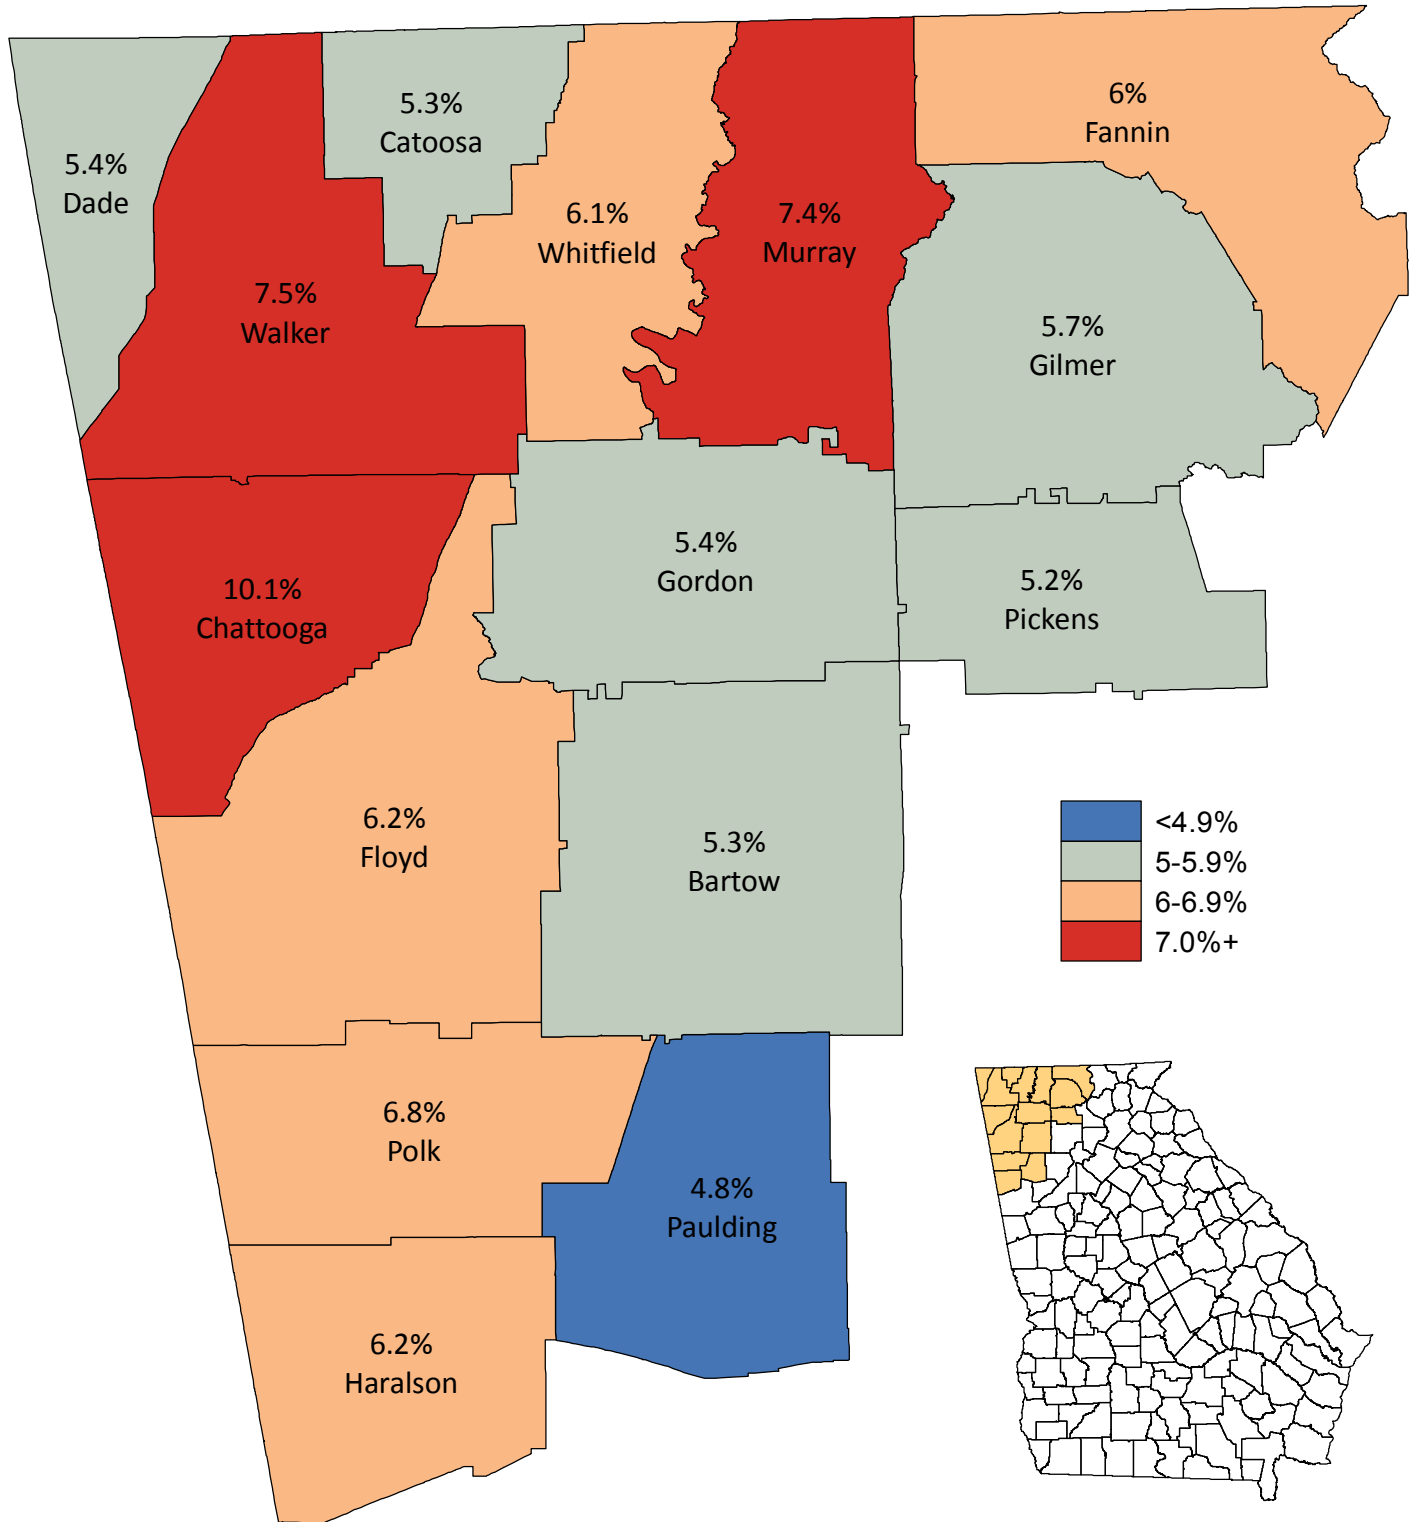 6%
Fannin
5.3%
Catoosa
5.4%
Dade
6.1%
Whitfield
7.4%
Murray
7.5%
Walker
5.7%
Gilmer
5.4%
Gordon
5.2%
Pickens
10.1%
Chattooga
6.2%
Floyd
5.3%
Bartow
<4.9%
5-5.9%
6-6.9%
7.0%+
6.8%
Polk
4.8%
Paulding
6.2%
Haralson